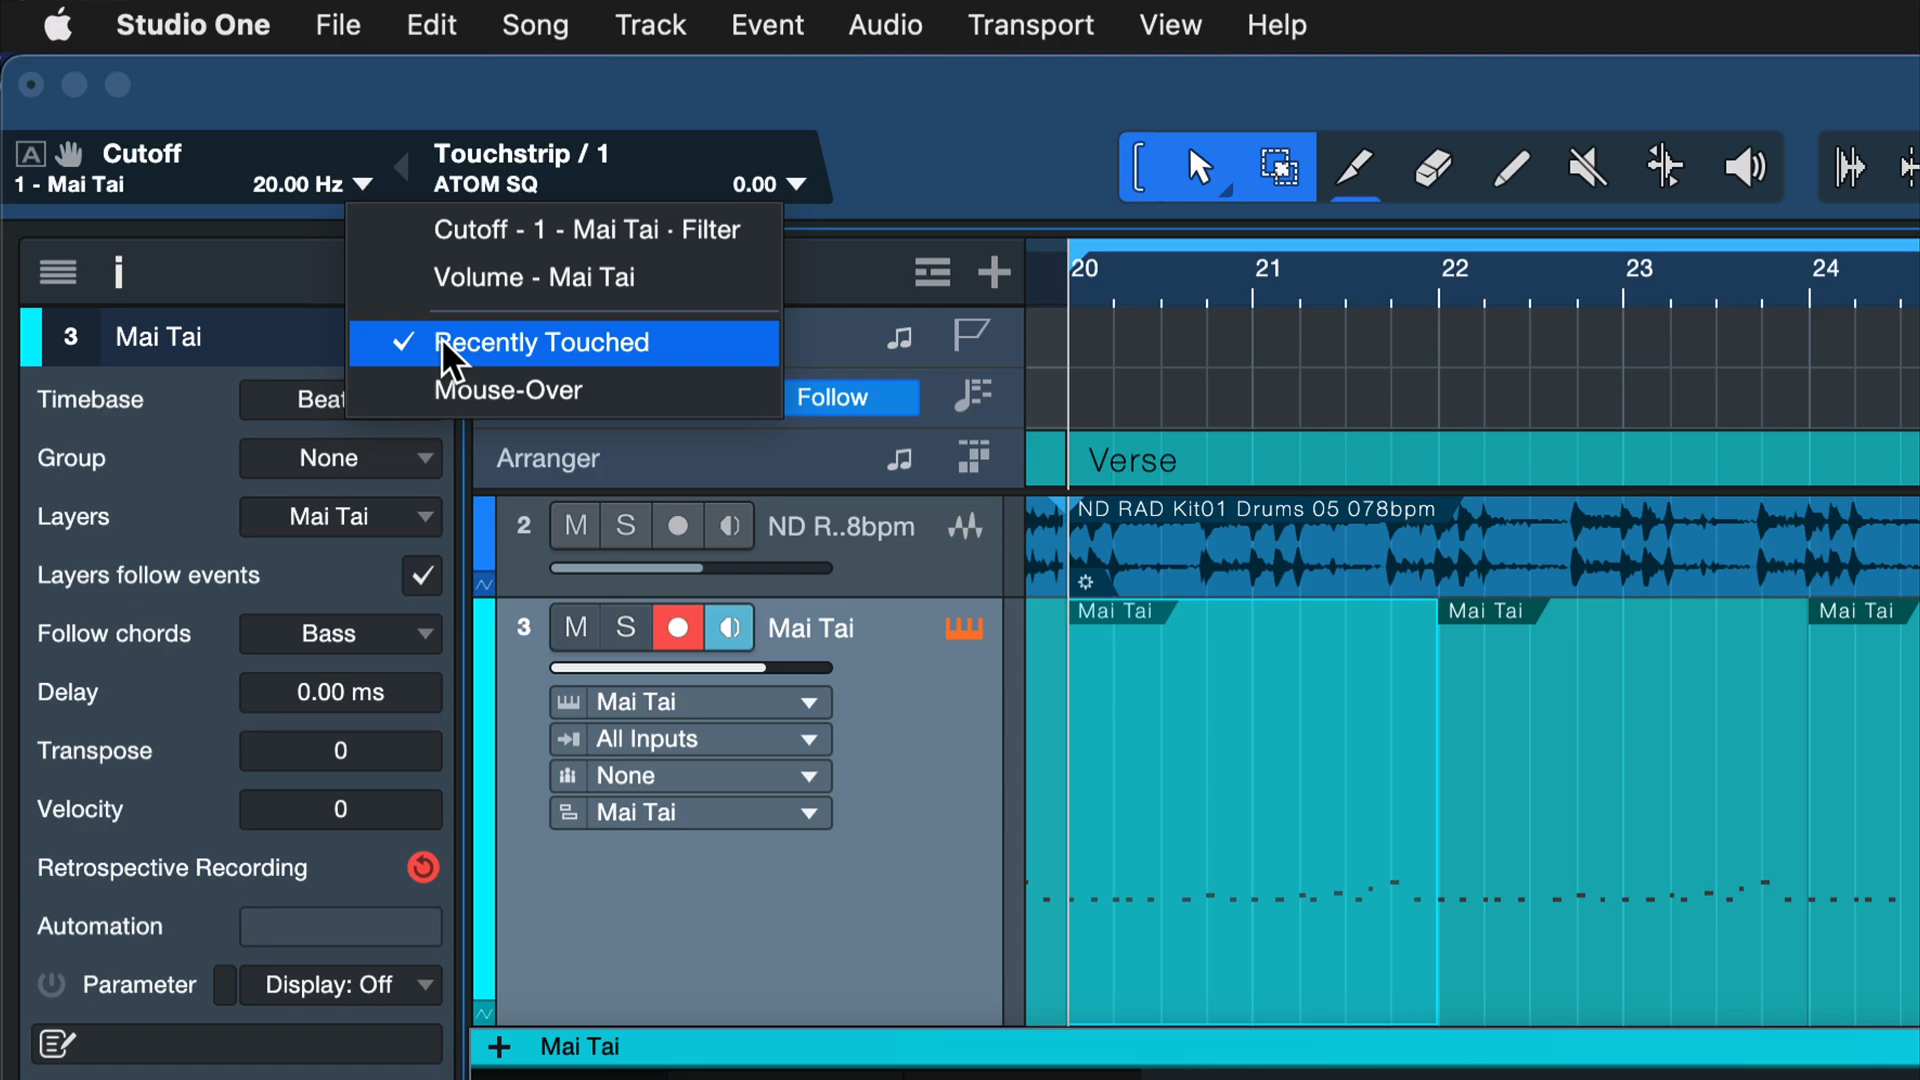 Studio One File Edit Song Track Event Audio Transport View Help
A Cutoff
1 - Mai Tai 20.00 Hz
Touchstrip / 1
ATOM SQ 0.00
Cutoff - 1 - Mai Tai · Filter
Volume - Mai Tai
Recently Touched
Mouse-Over
i
3 Mai Tai
Timebase Beat
Group None
Layers Mai Tai
Layers follow events
Follow chords Bass
Delay 0.00 ms
Transpose 0
Velocity 0
Retrospective Recording
Automation
Parameter Display: Off
Follow
Arranger
2 M S ND R..8bpm
3 M S Mai Tai
Mai Tai
All Inputs
None
Mai Tai
20 21 22 23 24
Verse
ND RAD Kit01 Drums 05 078bpm
Mai Tai Mai Tai Mai Tai
+ Mai Tai